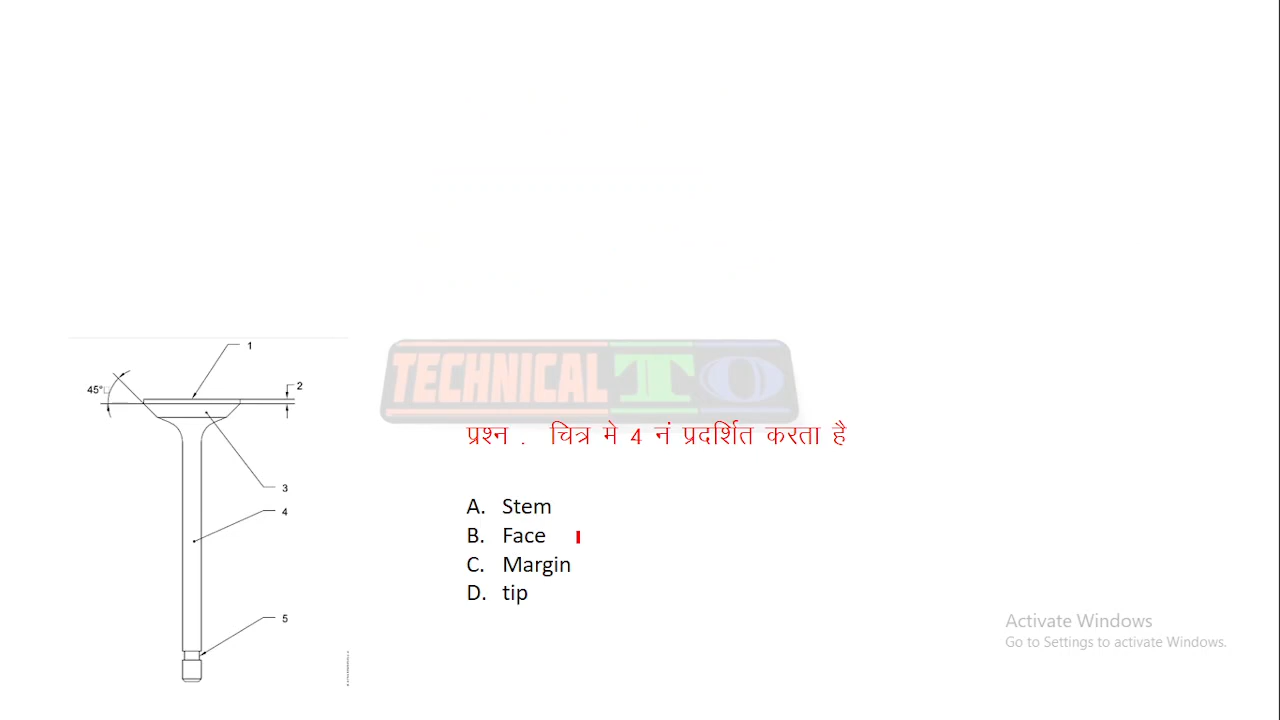 1
45°
2
TECHNICAL TO
प्रश्न . चित्र मे 4 नं प्रदर्शित करता है
3
A. Stem
4
B. Face
C. Margin
D. tip
5
Activate Windows
Go to Settings to activate Windows.